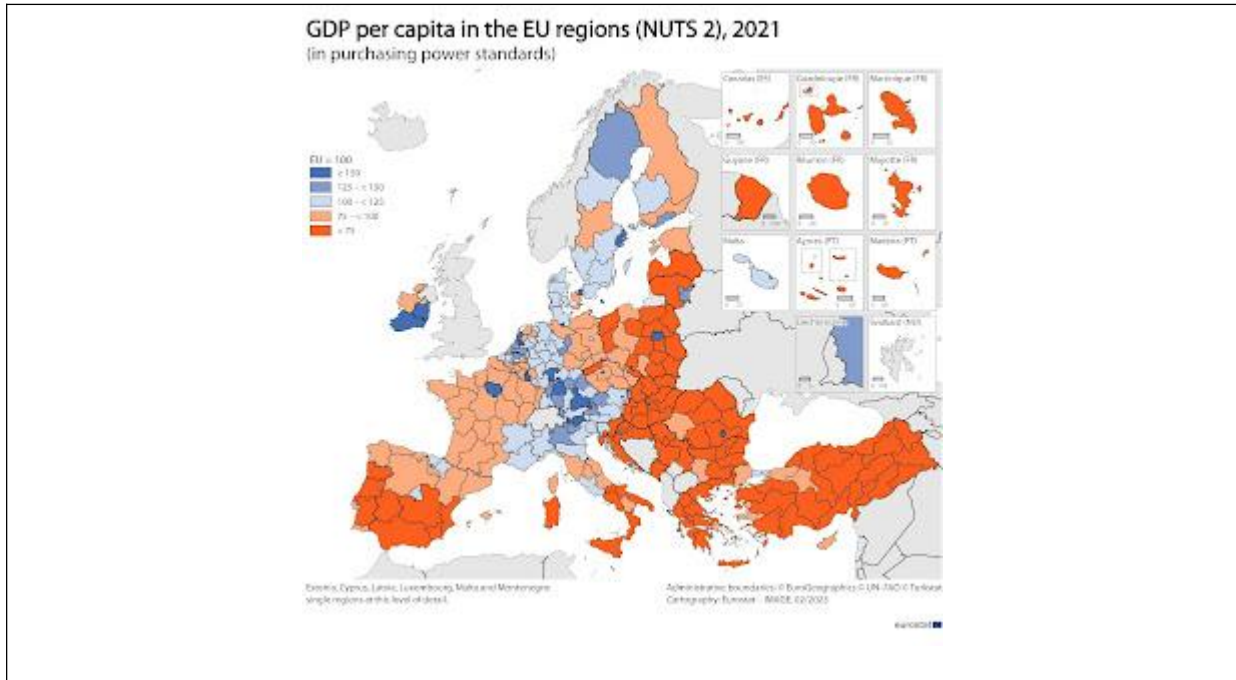 GDP per capita in the EU regions (NUTS 2), 2021
(in purchasing power standards)
Canarias (ES)
Guadeloupe (FR)
Martinique (FR)
EU = 100
≥ 150
125 – <
100 – <
75 – < 100
< 75
Guyane (FR)
Réunion (FR)
Mayotte (FR)
Malta
Açores (PT)
Madeira (PT)
Liechtenstein
Svalbard (NO)
Cyprus, Latvia, Luxembourg, Malta and Montenegro:
single regions at this level of detail.
Administrative boundaries: © EuroGeographics © UN-FAO © Turkstat
Cartography: Eurostat – IMAGE, 02/2023
eurostat